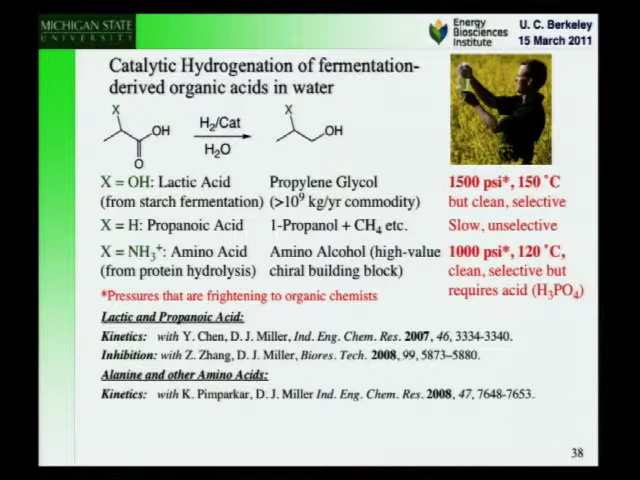 MICHIGAN STATE
UNIVERSITY
Energy
Biosciences
Institute
U. C. Berkeley
15 March 2011
Catalytic Hydrogenation of fermentation-
derived organic acids in water
X
OH
O
H2/Cat
H2O
X
OH
X = OH: Lactic Acid Propylene Glycol 1500 psi*, 150 ˚C
(from starch fermentation) (>10^9 kg/yr commodity) but clean, selective
X = H: Propanoic Acid 1-Propanol + CH4 etc. Slow, unselective
X = NH3+: Amino Acid Amino Alcohol (high-value 1000 psi*, 120 ˚C,
(from protein hydrolysis) chiral building block) clean, selective but
requires acid (H3PO4)
*Pressures that are frightening to organic chemists
Lactic and Propanoic Acid:
Kinetics: with Y. Chen, D. J. Miller, Ind. Eng. Chem. Res. 2007, 46, 3334-3340.
Inhibition: with Z. Zhang, D. J. Miller, Biores. Tech. 2008, 99, 5873–5880.
Alanine and other Amino Acids:
Kinetics: with K. Pimparkar, D. J. Miller Ind. Eng. Chem. Res. 2008, 47, 7648-7653.
38